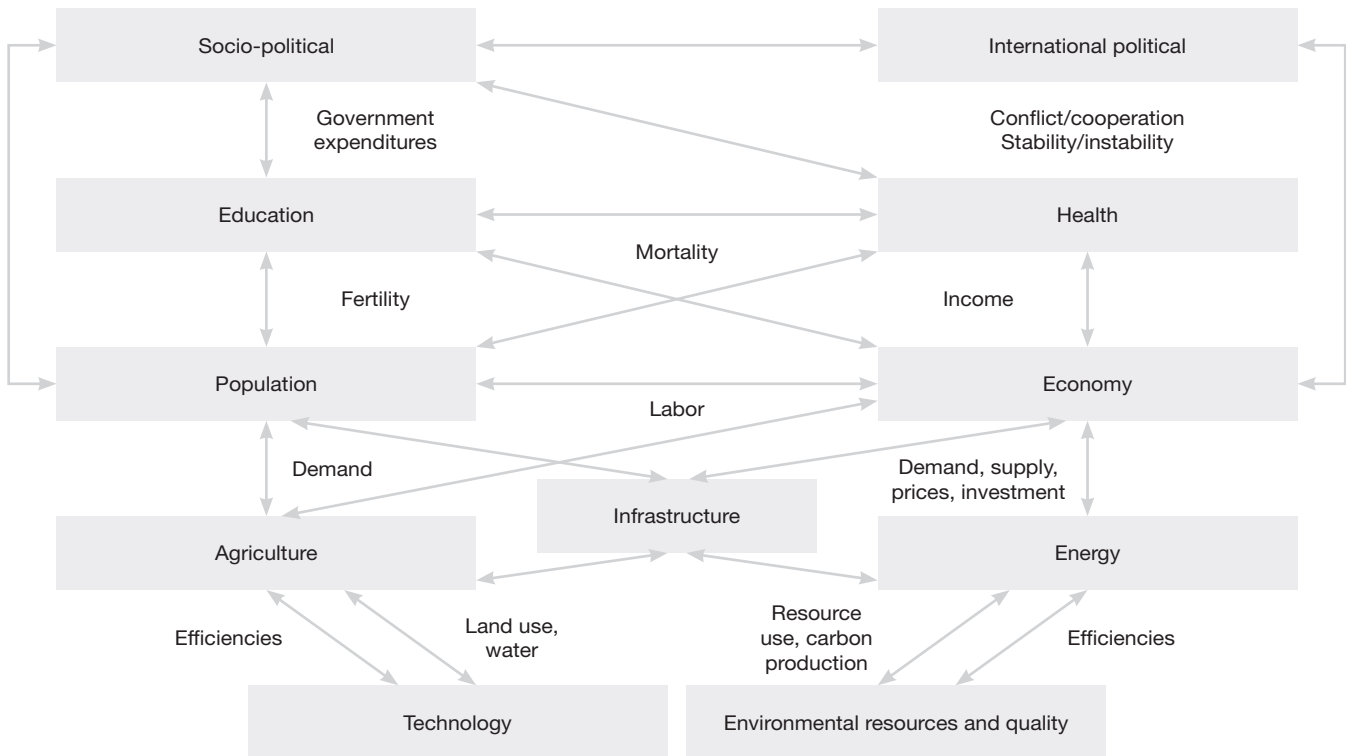 Socio-political
International political
Government
expenditures
Conflict/cooperation
Stability/instability
Education
Health
Mortality
Fertility
Income
Population
Economy
Labor
Demand
Demand, supply,
prices, investment
Infrastructure
Agriculture
Energy
Efficiencies
Land use,
water
Resource
use, carbon
production
Efficiencies
Technology
Environmental resources and quality